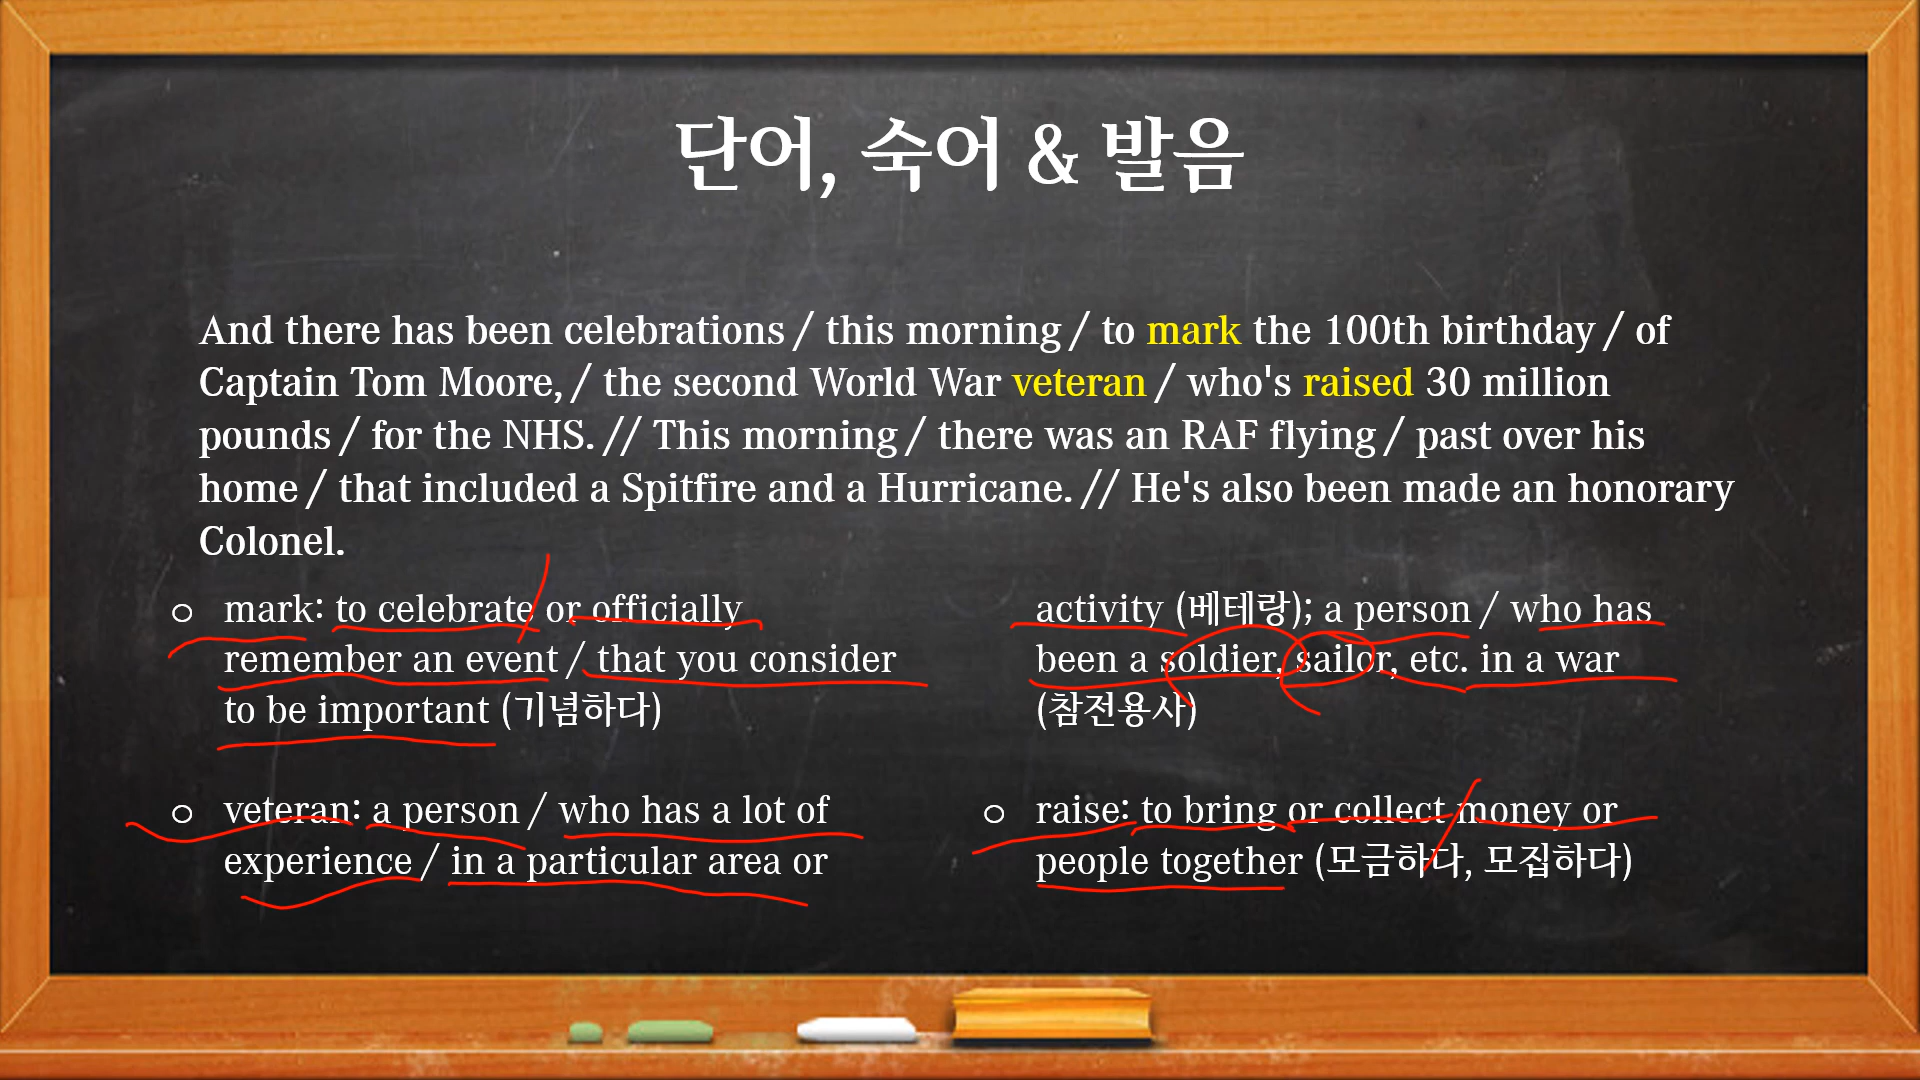 단어, 숙어 & 발음
And there has been celebrations / this morning / to mark the 100th birthday / of
Captain Tom Moore, / the second World War veteran / who's raised 30 million
pounds / for the NHS. // This morning / there was an RAF flying / past over his
home / that included a Spitfire and a Hurricane. // He's also been made an honorary
Colonel.
mark: to celebrate or officially
remember an event / that you consider
to be important (기념하다)
veteran: a person / who has a lot of
experience / in a particular area or
activity (베테랑); a person / who has
been a soldier, sailor, etc. in a war
(참전용사)
raise: to bring or collect money or
people together (모금하다, 모집하다)